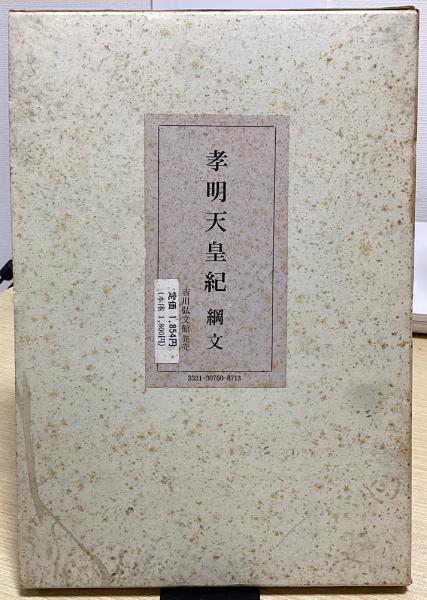 孝明天皇紀 綱文
吉川弘文館 発売
定価 1,854円
(本体 1,800円)
3321-30760-8713